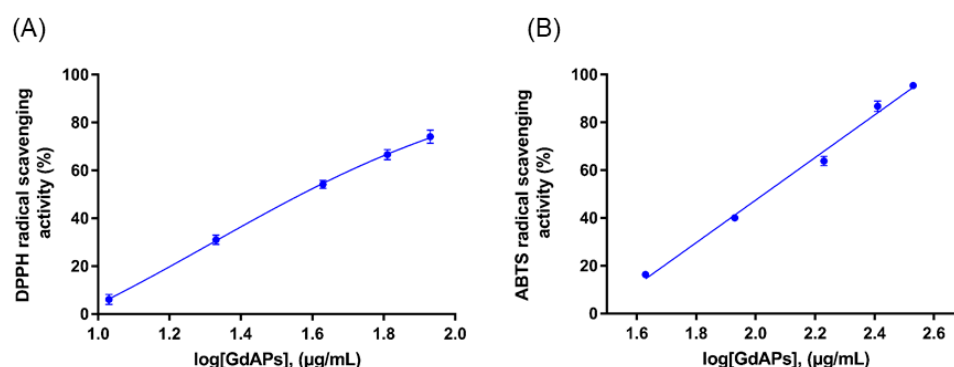 (A)
DPPH radical scavenging
activity (%)
100
80
60
40
20
0
1.0 1.2 1.4 1.6 1.8 2.0
log[GdAPs], (µg/mL)
(B)
ABTS radical scavenging
activity (%)
100
80
60
40
20
0
1.6 1.8 2.0 2.2 2.4 2.6
log[GdAPs], (µg/mL)